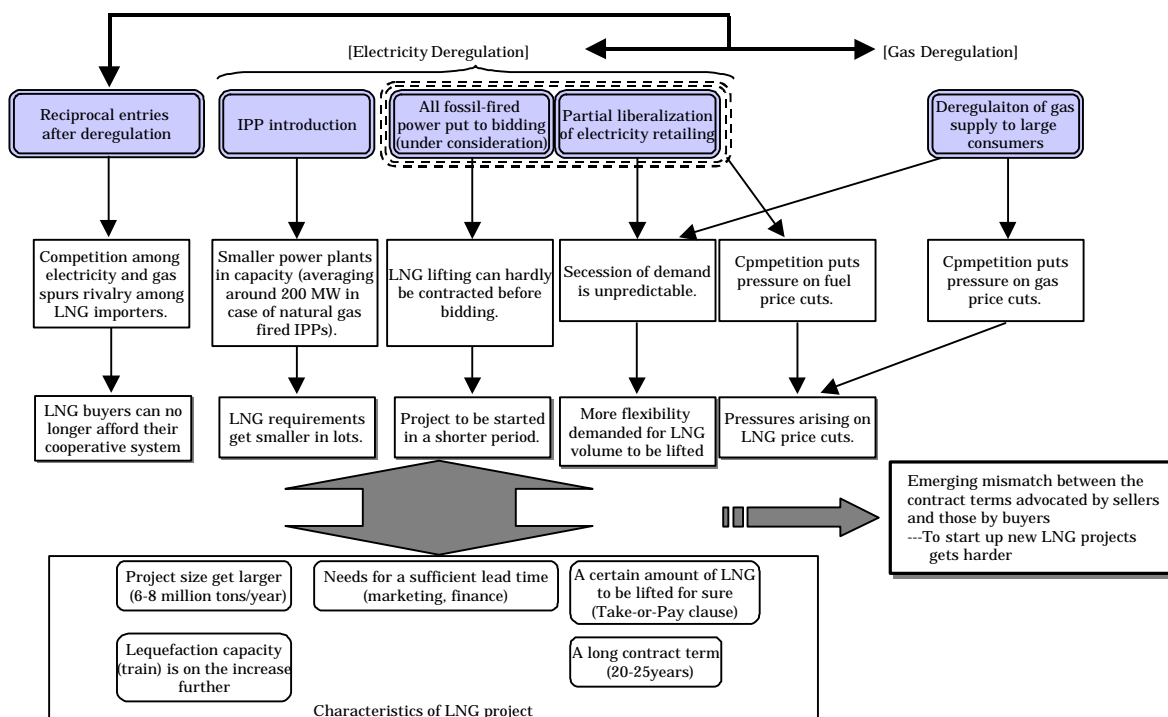 [Electricity Deregulation]
[Gas Deregulation]
Reciprocal entries
after deregulation
IPP introduction
All fossil-fired
power put to bidding
(under consideration)
Partial liberalization
of electricity retailing
Deregulaiton of gas
supply to large
consumers
Competition among
electricity and gas
spurs rivalry among
LNG importers.
Smaller power plants
in capacity (averaging
around 200 MW in
case of natural gas
fired IPPs).
LNG lifting can hardly
be contracted before
bidding.
Secession of demand
is unpredictable.
Cpmpetition puts
pressure on fuel
price cuts.
Cpmpetition puts
pressure on gas
price cuts.
LNG buyers can no
longer afford their
cooperative system
LNG requirements
get smaller in lots.
Project to be started
in a shorter period.
More flexibility
demanded for LNG
volume to be lifted
Pressures arising on
LNG price cuts.
Emerging mismatch between the
contract terms advocated by sellers
and those by buyers
---To start up new LNG projects
gets harder
Project size get larger
(6-8 million tons/year)
Needs for a sufficient lead time
(marketing, finance)
A certain amount of LNG
to be lifted for sure
(Take-or-Pay clause)
Lequefaction capacity
(train) is on the increase
further
A long contract term
(20-25years)
Characteristics of LNG project